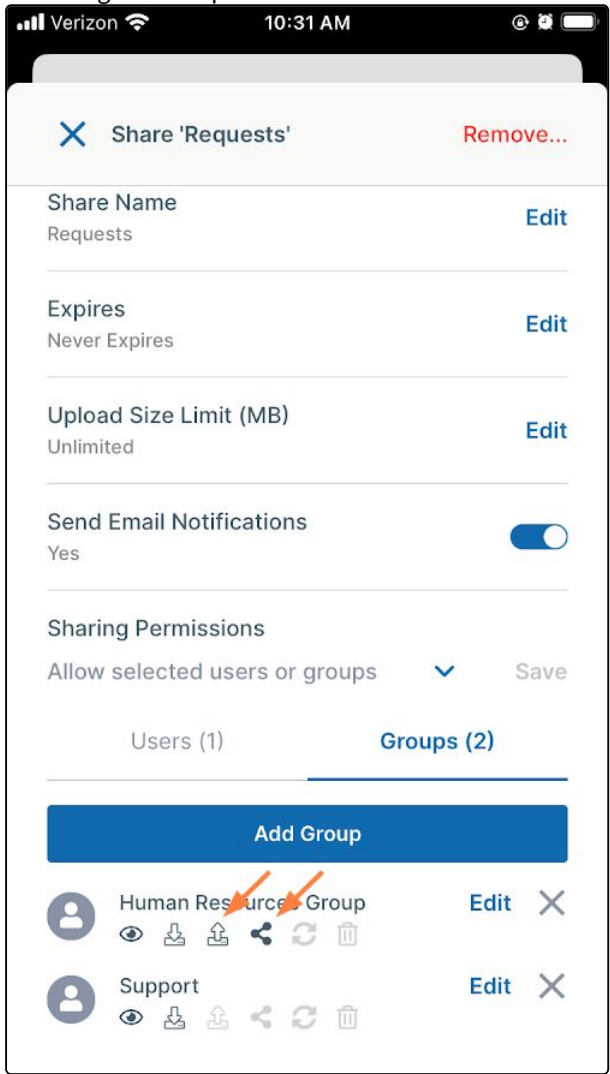 Verizon 10:31 AM
Share 'Requests' Remove...
Share Name
Requests
Edit
Expires
Never Expires
Edit
Upload Size Limit (MB)
Unlimited
Edit
Send Email Notifications
Yes
Sharing Permissions
Allow selected users or groups Save
Users (1) Groups (2)
Add Group
Human Resources Group Edit
Support Edit